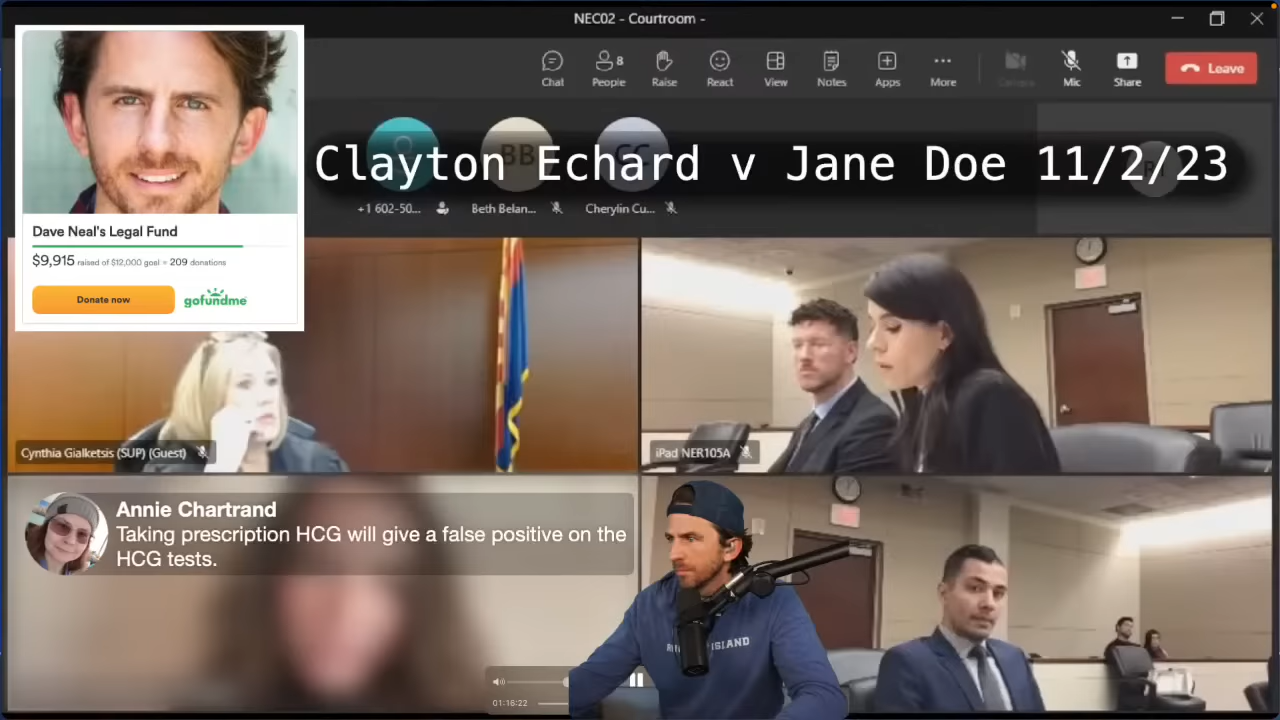 NEC02 - Courtroom -
Chat
8
People
Raise
React
View
Notes
Apps
More
Mic
Share
Leave
Clayton Echard v Jane Doe 11/2/23
BB
+1 602-50...
Beth Belan...
Cherylin Cu...
Dave Neal's Legal Fund
$9,915 raised of $12,000 goal • 209 donations
Donate now
gofundme
Cynthia Gialketsis (SUP) (Guest)
iPad NER105A
Annie Chartrand
Taking prescription HCG will give a false positive on the
HCG tests.
ISLAND
01:16:22